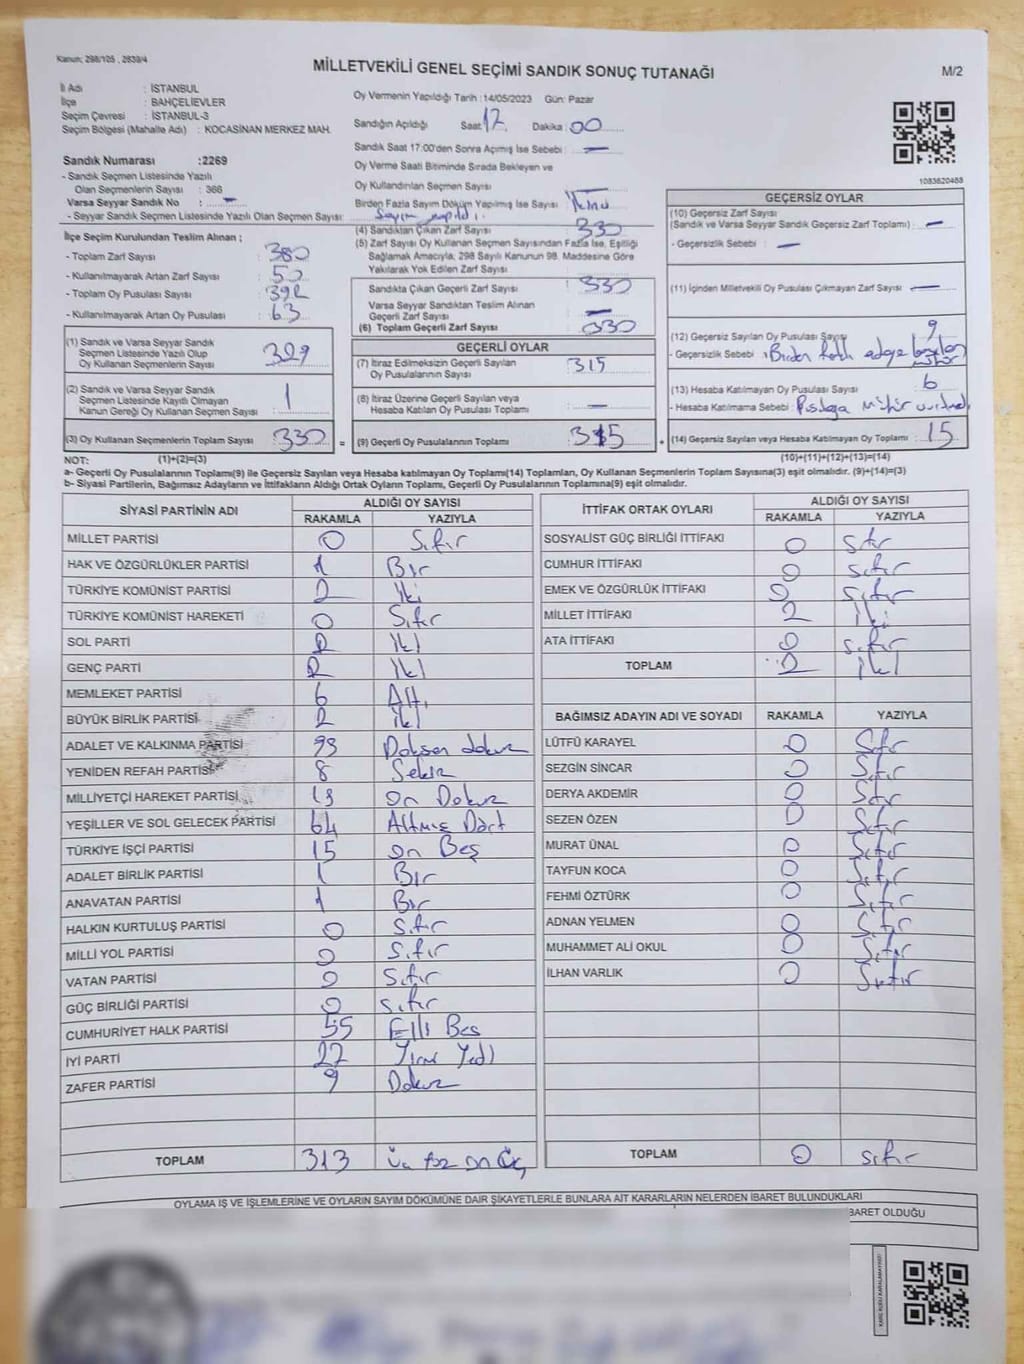 Kanun; 298/105 , 2839/4
MİLLETVEKİLİ GENEL SEÇİMİ SANDIK SONUÇ TUTANAĞI
M/2
İl Adı : İSTANBUL
İlçe : BAHÇELİEVLER
Seçim Çevresi : İSTANBUL-3
Seçim Bölgesi (Mahalle Adı) : KOCASİNAN MERKEZ MAH.
Oy Vermenin Yapıldığı Tarih :14/05/2023 Gün: Pazar
Sandığın Açıldığı Saat: 17 Dakika : 00
Sandık Saat 17:00'den Sonra Açımış İse Sebebi : —
Oy Verme Saati Bitiminde Sırada Bekleyen ve
Oy Kullandırılan Seçmen Sayısı
Birden Fazla Sayım Döküm Yapılmış İse Sayısı : İkinci
sayım yapıldı.
1083620488
Sandık Numarası :2269
- Sandık Seçmen Listesinde Yazılı
Olan Seçmenlerin Sayısı : 366
Varsa Seyyar Sandık No : —
- Seyyar Sandık Seçmen Listesinde Yazılı Olan Seçmen Sayısı:
İlçe Seçim Kurulundan Teslim Alınan ;
- Toplam Zarf Sayısı : 380
- Kullanılmayarak Artan Zarf Sayısı : 50
- Toplam Oy Pusulası Sayısı : 392
- Kullanılmayarak Artan Oy Pusulası : 63
(1) Sandık ve Varsa Seyyar Sandık
Seçmen Listesinde Yazılı Olup
Oy Kullanan Seçmenlerin Sayısı : 329
(2) Sandık ve Varsa Seyyar Sandık
Seçmen Listesinde Kayıtlı Olmayan
Kanun Gereği Oy Kullanan Seçmen Sayısı : 1
(3) Oy Kullanan Seçmenlerin Toplam Sayısı : 330 =
(4) Sandıktan Çıkan Zarf Sayısı : 330
(5) Zarf Sayısı Oy Kullanan Seçmen Sayısından Fazla İse, Eşitliği
Sağlamak Amacıyla, 298 Sayılı Kanunun 98. Maddesine Göre
Yakılarak Yok Edilen Zarf Sayısı
Sandıkta Çıkan Geçerli Zarf Sayısı : 330
Varsa Seyyar Sandıktan Teslim Alınan
Geçerli Zarf Sayısı : —
(6) Toplam Geçerli Zarf Sayısı : 330
GEÇERLİ OYLAR
(7) İtiraz Edilmeksizin Geçerli Sayılan
Oy Pusulalarının Sayısı : 315
(8) İtiraz Üzerine Geçerli Sayılan veya
Hesaba Katılan Oy Pusulası Toplamı : —
(9) Geçerli Oy Pusulalarının Toplamı : 315 +
GEÇERSİZ OYLAR
(10) Geçersiz Zarf Sayısı
(Sandık ve Varsa Seyyar Sandık Geçersiz Zarf Toplamı) : —
- Geçersizlik Sebebi : —
(11) İçinden Milletvekili Oy Pusulası Çıkmayan Zarf Sayısı : —
(12) Geçersiz Sayılan Oy Pusulası Sayısı : 9
- Geçersizlik Sebebi : Birden fazla adaya
(13) Hesaba Katılmayan Oy Pusulası Sayısı : 6
- Hesaba Katılmama Sebebi : Pusulaya mühür
(14) Geçersiz Sayılan veya Hesaba Katılmayan Oy Toplamı : 15
NOT: (1)+(2)=(3) (10)+(11)+(12)+(13)=(14)
a- Geçerli Oy Pusulalarının Toplamı(9) ile Geçersiz Sayılan veya Hesaba katılmayan Oy Toplamı(14) Toplamları, Oy Kullanan Seçmenlerin Toplam Sayısına(3) eşit olmalıdır. (9)+(14)=(3)
b- Siyasi Partilerin, Bağımsız Adayların ve İttifakların Aldığı Ortak Oyların Toplamı, Geçerli Oy Pusulalarının Toplamına(9) eşit olmalıdır.
SİYASİ PARTİNİN ADI ALDIĞI OY SAYISI
RAKAMLA YAZIYLA
MİLLET PARTİSİ 0 Sıfır
HAK VE ÖZGÜRLÜKLER PARTİSİ 1 Bir
TÜRKİYE KOMÜNİST PARTİSİ 2 İki
TÜRKİYE KOMÜNİST HAREKETİ 0 Sıfır
SOL PARTİ 2 İki
GENÇ PARTİ 2 İki
MEMLEKET PARTİSİ 6 Altı
BÜYÜK BİRLİK PARTİSİ 2 İki
ADALET VE KALKINMA PARTİSİ 99 Doksan dokuz
YENİDEN REFAH PARTİSİ 8 Sekiz
MİLLİYETÇİ HAREKET PARTİSİ 19 On Dokuz
YEŞİLLER VE SOL GELECEK PARTİSİ 64 Altmış Dört
TÜRKİYE İŞÇİ PARTİSİ 15 On Beş
ADALET BİRLİK PARTİSİ 1 Bir
ANAVATAN PARTİSİ 1 Bir
HALKIN KURTULUŞ PARTİSİ 0 Sıfır
MİLLİ YOL PARTİSİ 0 Sıfır
VATAN PARTİSİ 0 Sıfır
GÜÇ BİRLİĞİ PARTİSİ 0 Sıfır
CUMHURİYET HALK PARTİSİ 55 Elli Beş
İYİ PARTİ 27 Yirmi Yedi
ZAFER PARTİSİ 9 Dokuz
TOPLAM 313 Üç yüz on Üç
İTTİFAK ORTAK OYLARI ALDIĞI OY SAYISI
RAKAMLA YAZIYLA
SOSYALİST GÜÇ BİRLİĞİ İTTİFAKI 0 Sıfır
CUMHUR İTTİFAKI 0 Sıfır
EMEK VE ÖZGÜRLÜK İTTİFAKI 0 Sıfır
MİLLET İTTİFAKI 2 İki
ATA İTTİFAKI 0 Sıfır
TOPLAM 2 İki
BAĞIMSIZ ADAYIN ADI VE SOYADI RAKAMLA YAZIYLA
LÜTFÜ KARAYEL 0 Sıfır
SEZGİN SİNCAR 0 Sıfır
DERYA AKDEMİR 0 Sıfır
SEZEN ÖZEN 0 Sıfır
MURAT ÜNAL 0 Sıfır
TAYFUN KOCA 0 Sıfır
FEHMİ ÖZTÜRK 0 Sıfır
ADNAN YELMEN 0 Sıfır
MUHAMMET ALİ OKUL 0 Sıfır
İLHAN VARLIK 0 Sıfır
TOPLAM 0 Sıfır
OYLAMA İŞ VE İŞLEMLERİNE VE OYLARIN SAYIM DÖKÜMÜNE DAİR ŞİKAYETLERLE BUNLARA AİT KARARLARIN NELERDEN İBARET BULUNDUKLARI
BARET OLDUĞU